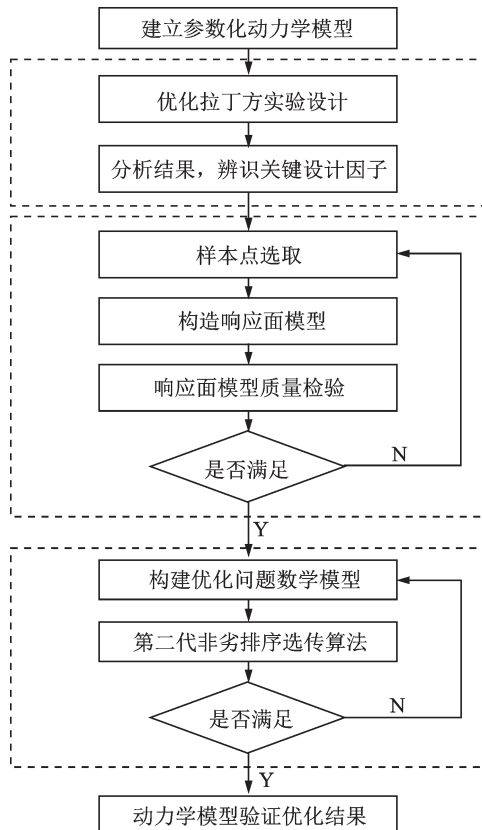 建立参数化动力学模型
优化拉丁方实验设计
分析结果，辨识关键设计因子
样本点选取
构造响应面模型
响应面模型质量检验
是否满足
N
Y
构建优化问题数学模型
第二代非劣排序选传算法
是否满足
N
Y
动力学模型验证优化结果